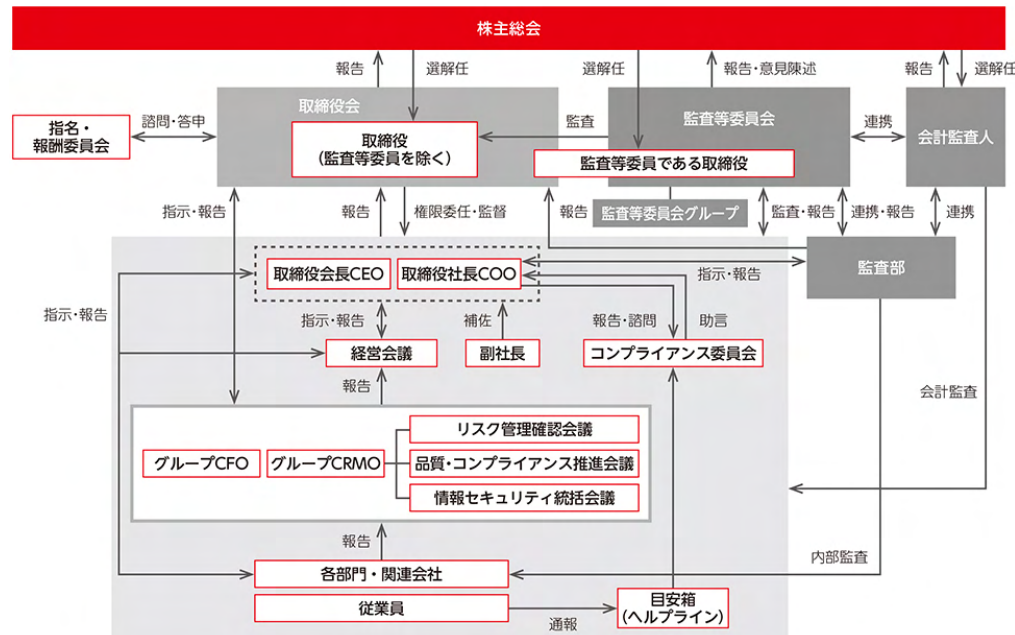 株主総会
報告
選解任
選解任
報告・意見陳述
報告
選解任
取締役会
監査等委員会
会計監査人
指名・
報酬委員会
諮問・答申
取締役
(監査等委員を除く)
監査
監査等委員である取締役
連携
指示・報告
報告
権限委任・監督
報告
監査等委員会グループ
監査・報告
連携・報告
連携
取締役会長CEO
取締役社長COO
指示・報告
監査部
指示・報告
指示・報告
補佐
報告・諮問
助言
経営会議
副社長
コンプライアンス委員会
報告
会計監査
リスク管理確認会議
グループCFO
グループCRMO
品質・コンプライアンス推進会議
情報セキュリティ統括会議
報告
内部監査
各部門・関連会社
従業員
通報
目安箱
(ヘルプライン)